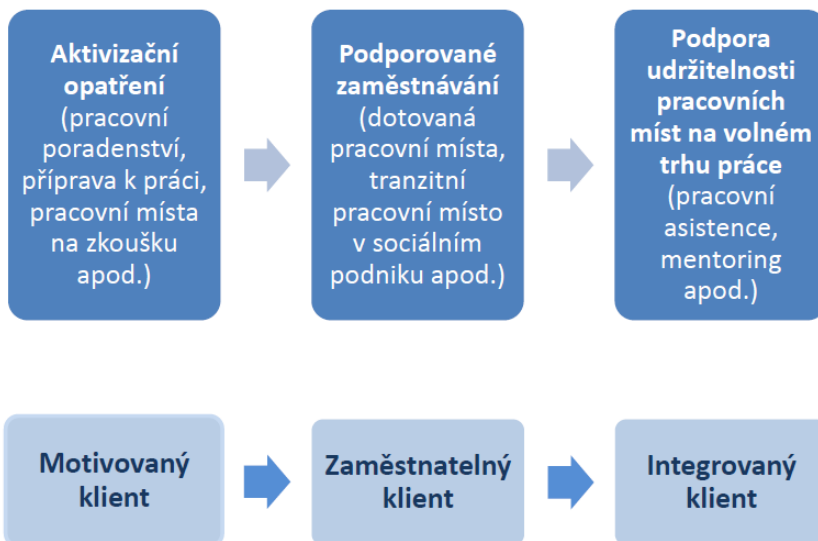 Aktivizační
opatření
(pracovní
poradenství,
příprava k práci,
pracovní místa
na zkoušku
apod.)
Podporované
zaměstnávání
(dotovaná
pracovní místa,
tranzitní
pracovní místo
v sociálním
podniku apod.)
Podpora
udržitelnosti
pracovních
míst na volném
trhu práce
(pracovní
asistence,
mentoring
apod.)
Motivovaný
klient
Zaměstnatelný
klient
Integrovaný
klient